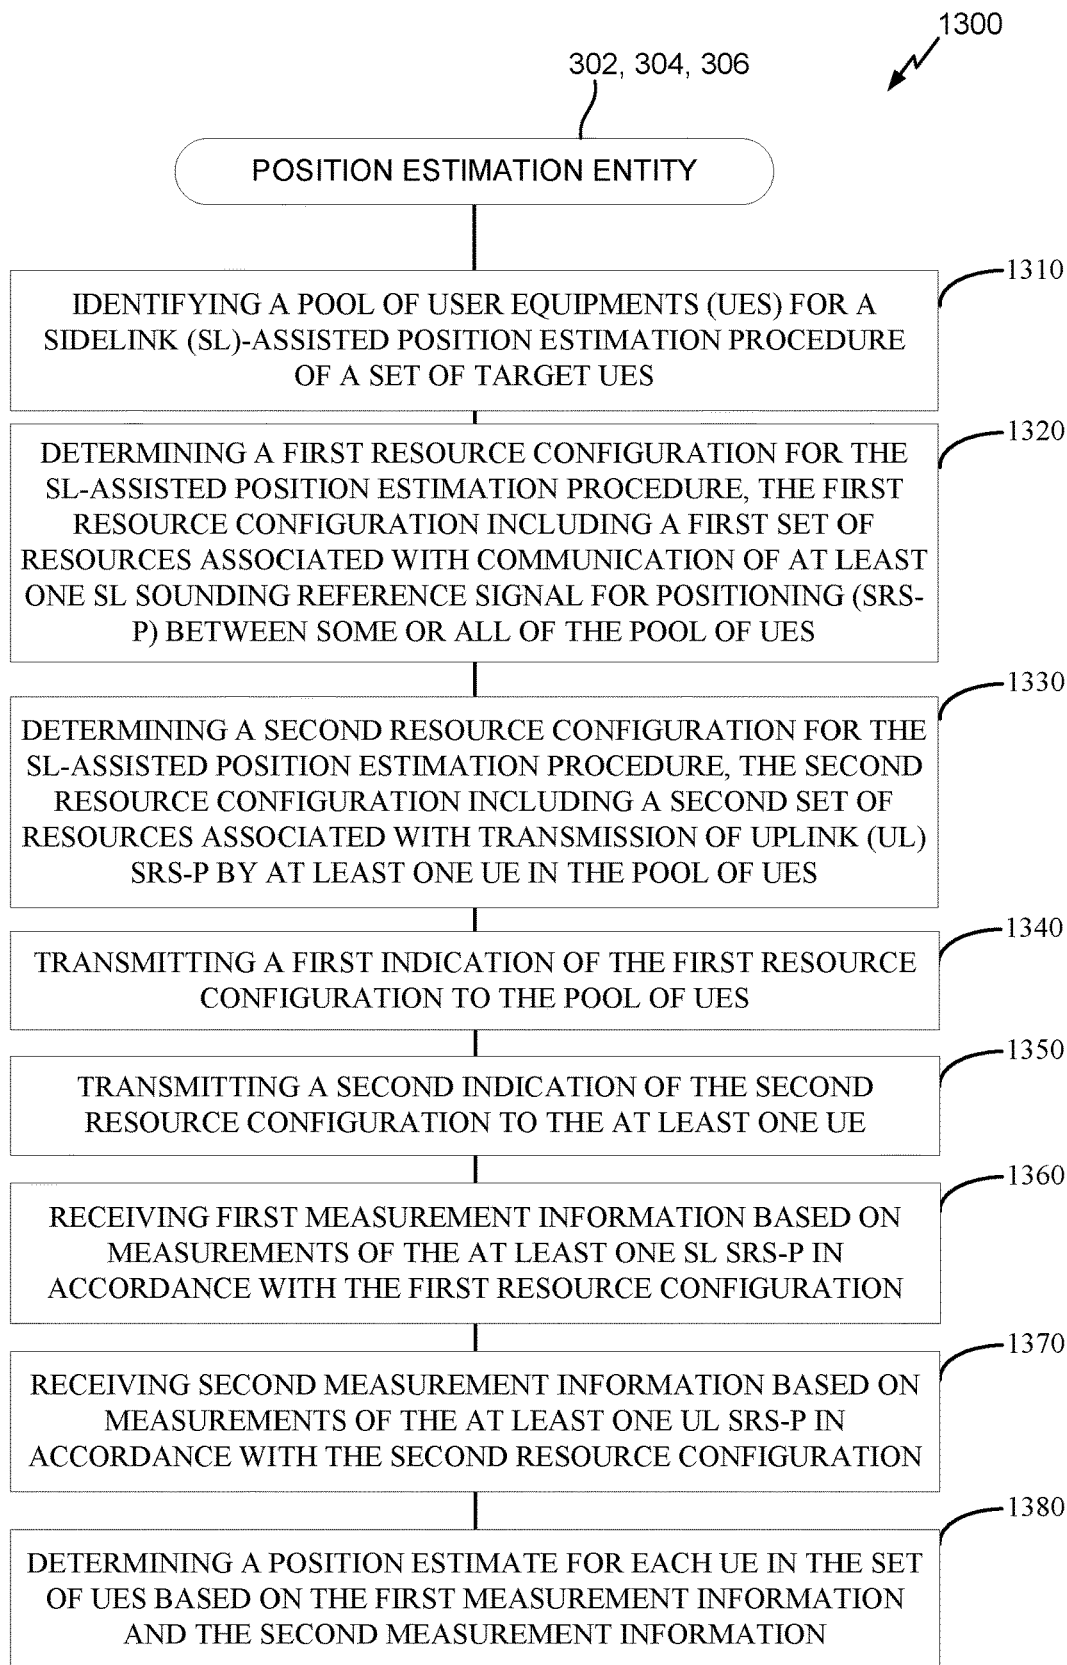 1300
302, 304, 306
POSITION ESTIMATION ENTITY
1310
IDENTIFYING A POOL OF USER EQUIPMENTS (UES) FOR A
SIDELINK (SL)-ASSISTED POSITION ESTIMATION PROCEDURE
OF A SET OF TARGET UES
1320
DETERMINING A FIRST RESOURCE CONFIGURATION FOR THE
SL-ASSISTED POSITION ESTIMATION PROCEDURE, THE FIRST
RESOURCE CONFIGURATION INCLUDING A FIRST SET OF
RESOURCES ASSOCIATED WITH COMMUNICATION OF AT LEAST
ONE SL SOUNDING REFERENCE SIGNAL FOR POSITIONING (SRS-
P) BETWEEN SOME OR ALL OF THE POOL OF UES
1330
DETERMINING A SECOND RESOURCE CONFIGURATION FOR THE
SL-ASSISTED POSITION ESTIMATION PROCEDURE, THE SECOND
RESOURCE CONFIGURATION INCLUDING A SECOND SET OF
RESOURCES ASSOCIATED WITH TRANSMISSION OF UPLINK (UL)
SRS-P BY AT LEAST ONE UE IN THE POOL OF UES
1340
TRANSMITTING A FIRST INDICATION OF THE FIRST RESOURCE
CONFIGURATION TO THE POOL OF UES
1350
TRANSMITTING A SECOND INDICATION OF THE SECOND
RESOURCE CONFIGURATION TO THE AT LEAST ONE UE
1360
RECEIVING FIRST MEASUREMENT INFORMATION BASED ON
MEASUREMENTS OF THE AT LEAST ONE SL SRS-P IN
ACCORDANCE WITH THE FIRST RESOURCE CONFIGURATION
1370
RECEIVING SECOND MEASUREMENT INFORMATION BASED ON
MEASUREMENTS OF THE AT LEAST ONE UL SRS-P IN
ACCORDANCE WITH THE SECOND RESOURCE CONFIGURATION
1380
DETERMINING A POSITION ESTIMATE FOR EACH UE IN THE SET
OF UES BASED ON THE FIRST MEASUREMENT INFORMATION
AND THE SECOND MEASUREMENT INFORMATION